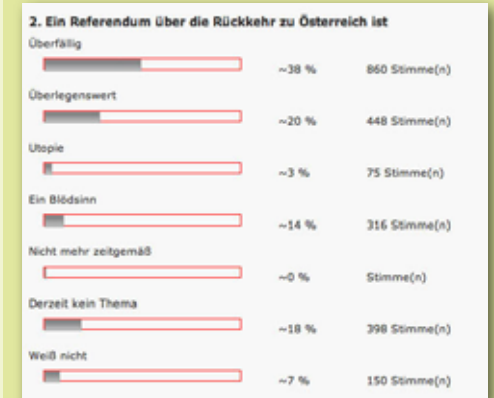 2. Ein Referendum über die Rückkehr zu Österreich ist
Überfällig
~38 % 860 Stimme(n)
Überlegenswert
~20 % 448 Stimme(n)
Utopie
~3 % 75 Stimme(n)
Ein Blödsinn
~14 % 316 Stimme(n)
Nicht mehr zeitgemäß
~0 % Stimme(n)
Derzeit kein Thema
~18 % 398 Stimme(n)
Weiß nicht
~7 % 150 Stimme(n)